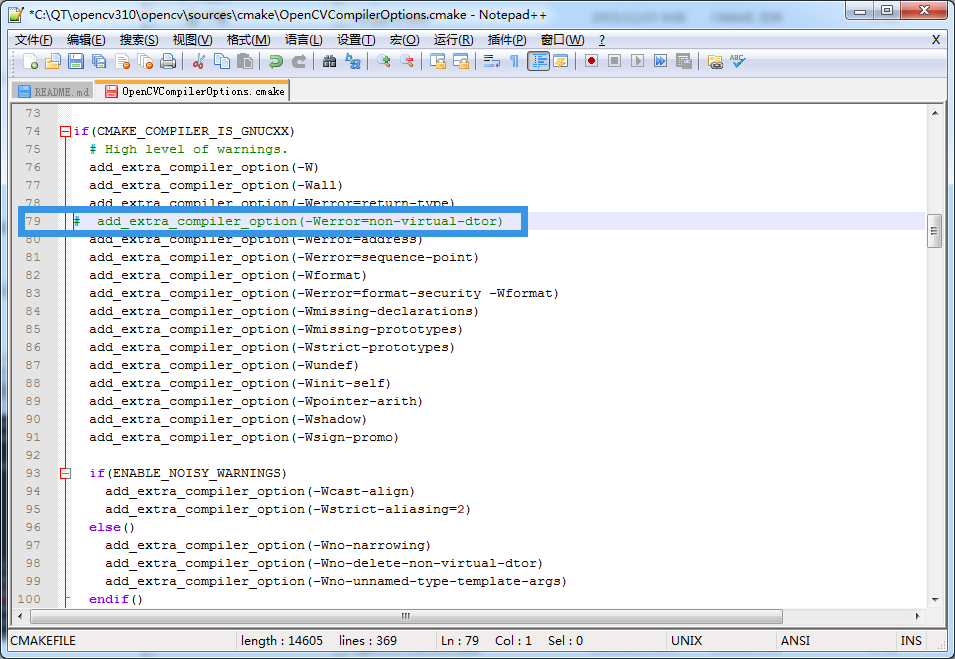 *C:\QT\opencv310\opencv\sources\cmake\OpenCVCompilerOptions.cmake - Notepad++
文件(F) 编辑(E) 搜索(S) 视图(V) 格式(M) 语言(L) 设置(T) 宏(O) 运行(R) 插件(P) 窗口(W) ? X
README.md OpenCVCompilerOptions.cmake
73
74 if(CMAKE_COMPILER_IS_GNUCXX)
75 # High level of warnings.
76 add_extra_compiler_option(-W)
77 add_extra_compiler_option(-Wall)
78 add_extra_compiler_option(-Werror=return-type)
79 # add_extra_compiler_option(-Werror=non-virtual-dtor)
80 add_extra_compiler_option(-Werror=address)
81 add_extra_compiler_option(-Werror=sequence-point)
82 add_extra_compiler_option(-Wformat)
83 add_extra_compiler_option(-Werror=format-security -Wformat)
84 add_extra_compiler_option(-Wmissing-declarations)
85 add_extra_compiler_option(-Wmissing-prototypes)
86 add_extra_compiler_option(-Wstrict-prototypes)
87 add_extra_compiler_option(-Wundef)
88 add_extra_compiler_option(-Winit-self)
89 add_extra_compiler_option(-Wpointer-arith)
90 add_extra_compiler_option(-Wshadow)
91 add_extra_compiler_option(-Wsign-promo)
92
93 if(ENABLE_NOISY_WARNINGS)
94 add_extra_compiler_option(-Wcast-align)
95 add_extra_compiler_option(-Wstrict-aliasing=2)
96 else()
97 add_extra_compiler_option(-Wno-narrowing)
98 add_extra_compiler_option(-Wno-delete-non-virtual-dtor)
99 add_extra_compiler_option(-Wno-unnamed-type-template-args)
100 endif()
CMAKEFILE length : 14605 lines : 369 Ln : 79 Col : 1 Sel : 0 UNIX ANSI INS